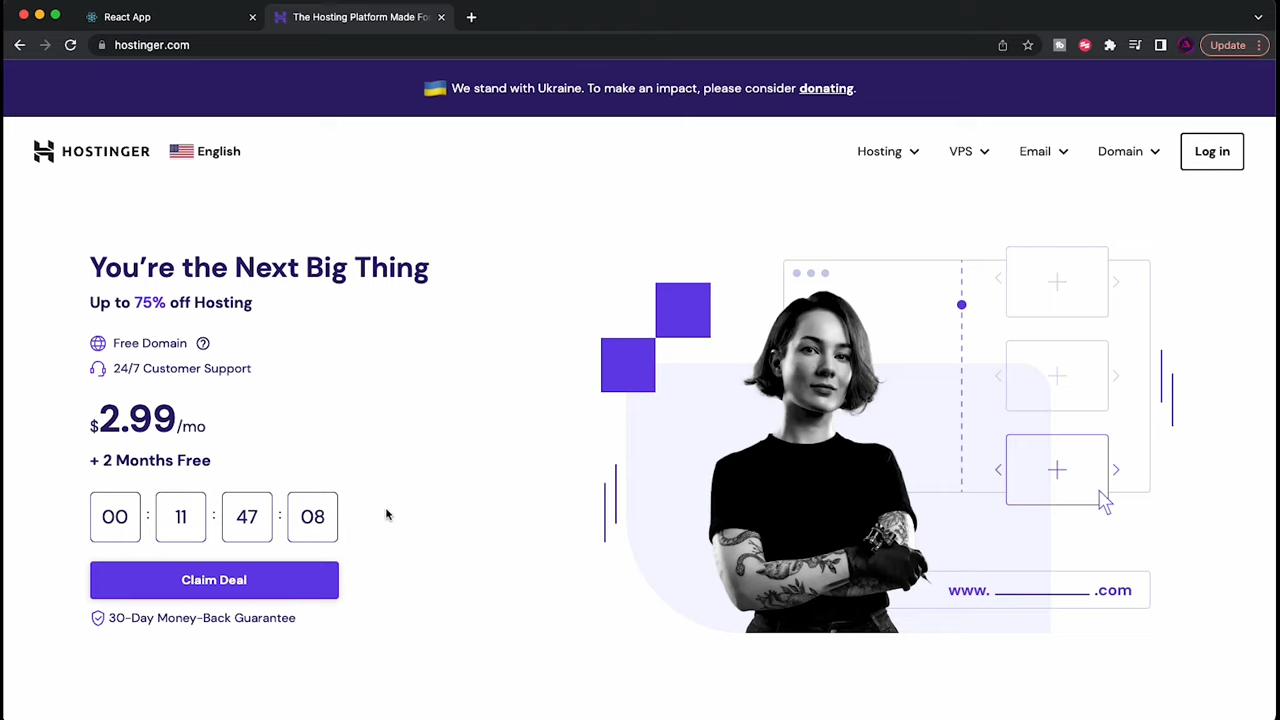 React App
The Hosting Platform Made Fo
hostinger.com
Update
We stand with Ukraine. To make an impact, please consider donating.
HOSTINGER
English
Hosting
VPS
Email
Domain
Log in
You're the Next Big Thing
Up to 75% off Hosting
Free Domain
24/7 Customer Support
$2.99/mo
+ 2 Months Free
00 : 11 : 47 : 08
Claim Deal
30-Day Money-Back Guarantee
www. ________ .com